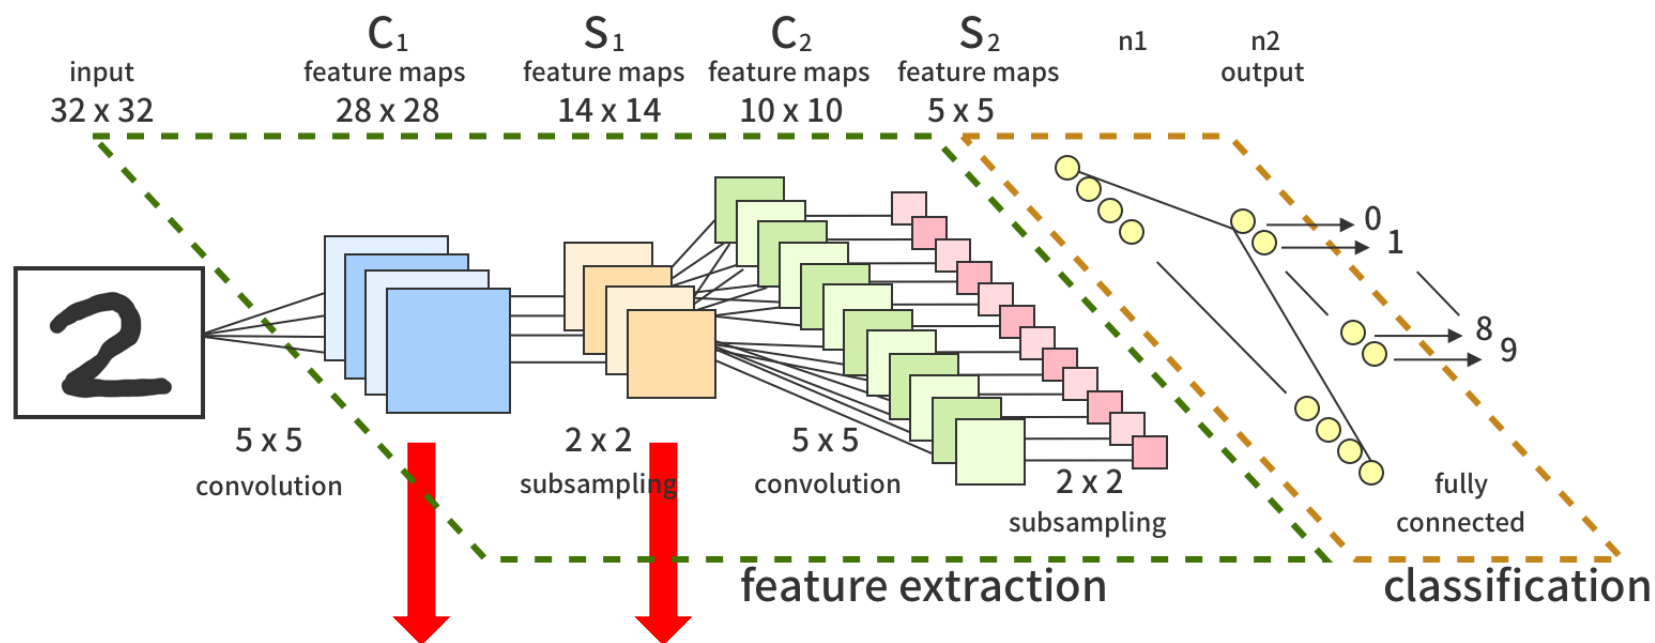 C1
feature maps
28 x 28
S1
feature maps
14 x 14
C2
feature maps
10 x 10
S2
feature maps
5 x 5
n1
n2
output
input
32 x 32
2
0
1
8
9
5 x 5
convolution
2 x 2
subsampling
5 x 5
convolution
2 x 2
subsampling
fully
connected
feature extraction
classification